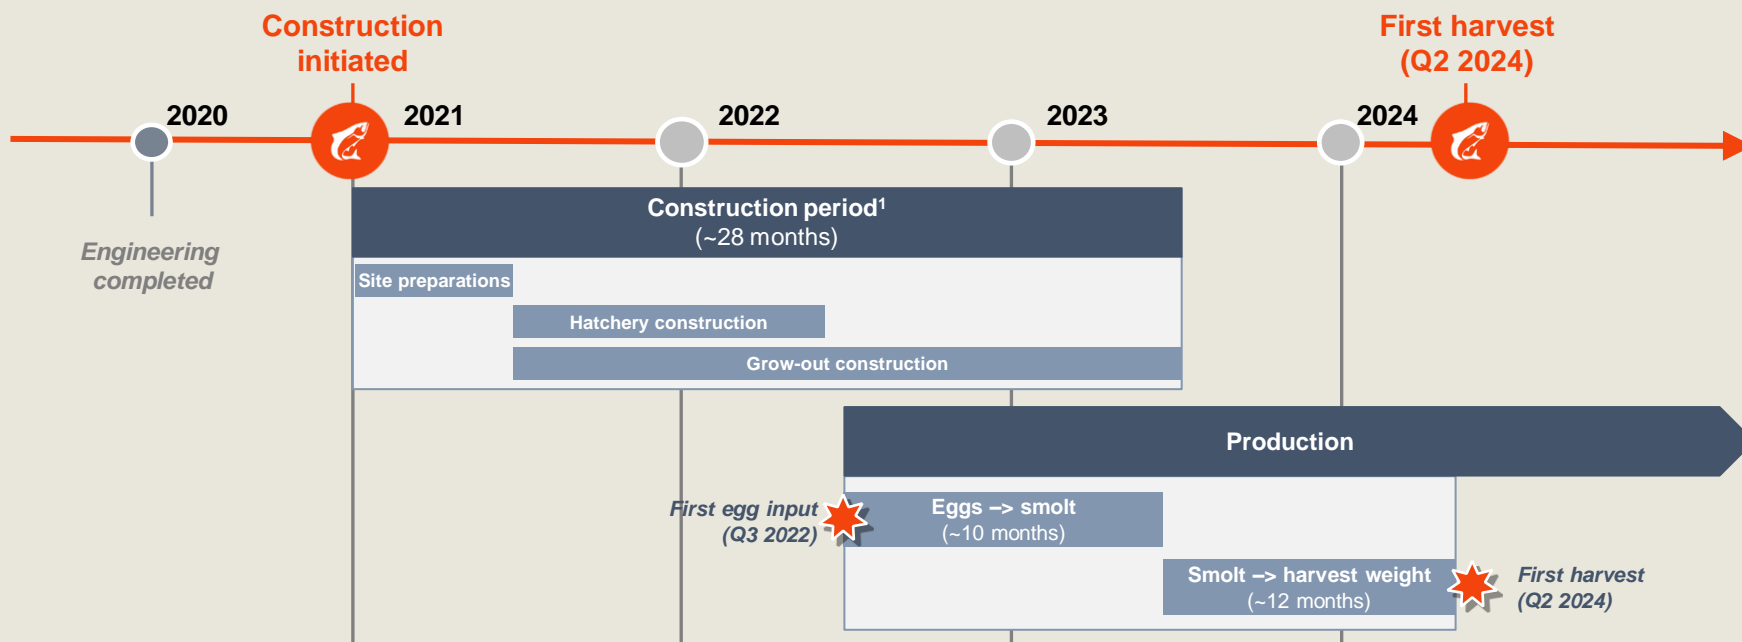 Construction
initiated
First harvest
(Q2 2024)
2020
2021
2022
2023
2024
Engineering
completed
Construction period¹
(~28 months)
Site preparations
Hatchery construction
Grow-out construction
Production
First egg input
(Q3 2022)
Eggs –> smolt
(~10 months)
Smolt –> harvest weight
(~12 months)
First harvest
(Q2 2024)